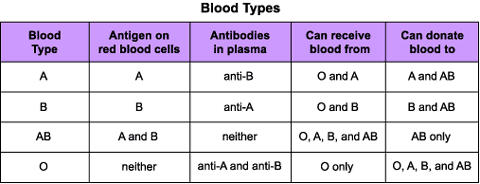 Blood Types
Blood Type | Antigen on red blood cells | Antibodies in plasma | Can receive blood from | Can donate blood to
A | A | anti-B | O and A | A and AB
B | B | anti-A | O and B | B and AB
AB | A and B | neither | O, A, B, and AB | AB only
O | neither | anti-A and anti-B | O only | O, A, B, and AB